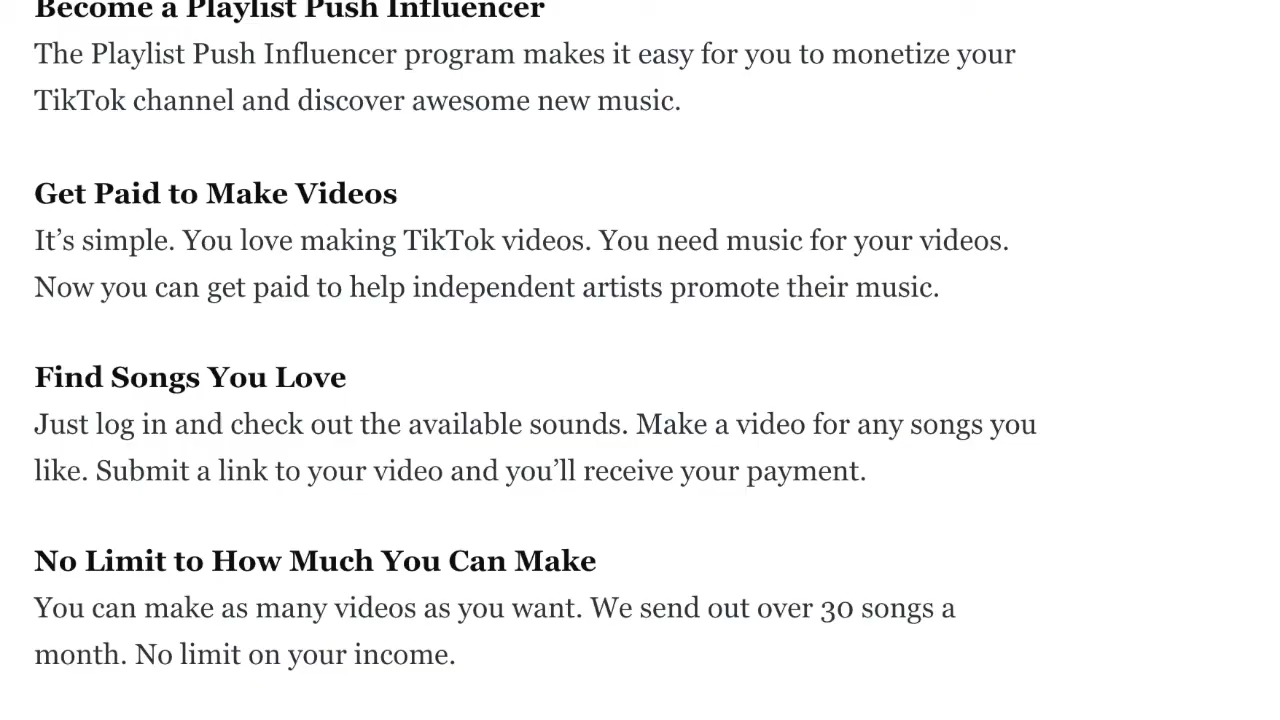 Become a Playlist Push Influencer
The Playlist Push Influencer program makes it easy for you to monetize your
TikTok channel and discover awesome new music.
Get Paid to Make Videos
It’s simple. You love making TikTok videos. You need music for your videos.
Now you can get paid to help independent artists promote their music.
Find Songs You Love
Just log in and check out the available sounds. Make a video for any songs you
like. Submit a link to your video and you’ll receive your payment.
No Limit to How Much You Can Make
You can make as many videos as you want. We send out over 30 songs a
month. No limit on your income.